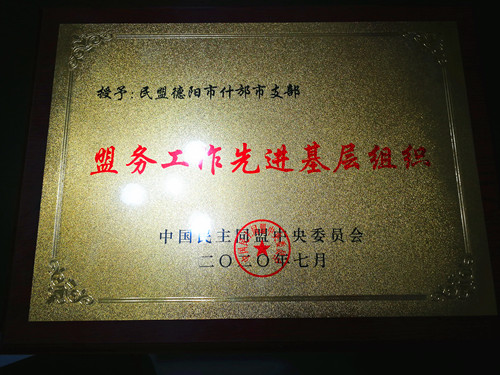 授予:民盟德阳市什邡市支部
盟务工作先进基层组织
中国民主同盟中央委员会
二〇二〇年七月